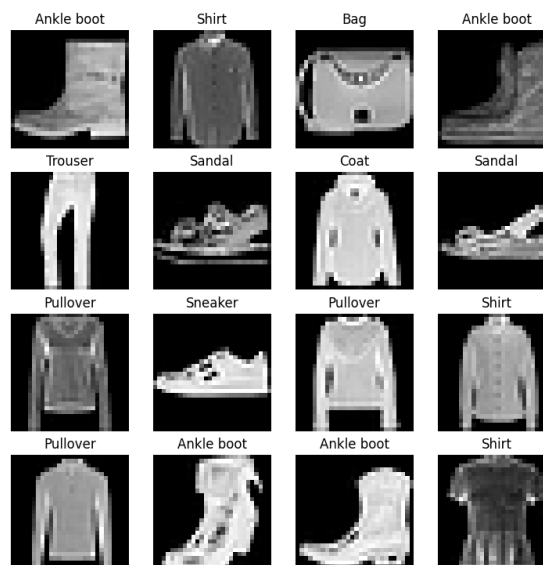 Ankle boot Shirt Bag Ankle boot
Trouser Sandal Coat Sandal
Pullover Sneaker Pullover Shirt
Pullover Ankle boot Ankle boot Shirt